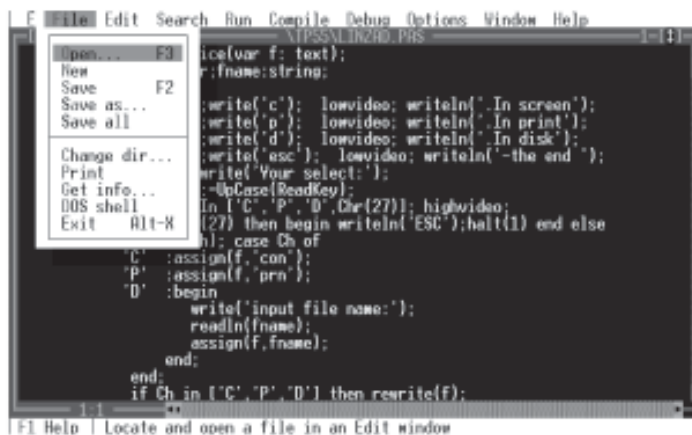 E File Edit Search Run Compile Debug Options Window Help
\TPS5\LINZAD.PAS 1=[↕]
Open... F3 ice(var f: text);
New r;fname:string;
Save F2
Save as... ;write('c'); lowvideo; writeln('.In screen');
Save all ;write('p'); lowvideo; writeln('.In print');
;write('d'); lowvideo; writeln('.In disk');
Change dir... ;write('esc'); lowvideo; writeln('-the end ');
Print write('Your select:');
Get info... :=UpCase(ReadKey);
DOS shell In ['C','P','D',Chr(27)]; highvideo;
Exit Alt-X (27) then begin writeln('ESC');halt(1) end else
h]; case Ch of
'C' :assign(f,'con');
'P' :assign(f,'prn');
'D' :begin
write('input file name:');
readln(fname);
assign(f,fname);
end;
end;
if Ch in ['C','P','D'] then rewrite(f);
1:1
F1 Help | Locate and open a file in an Edit window